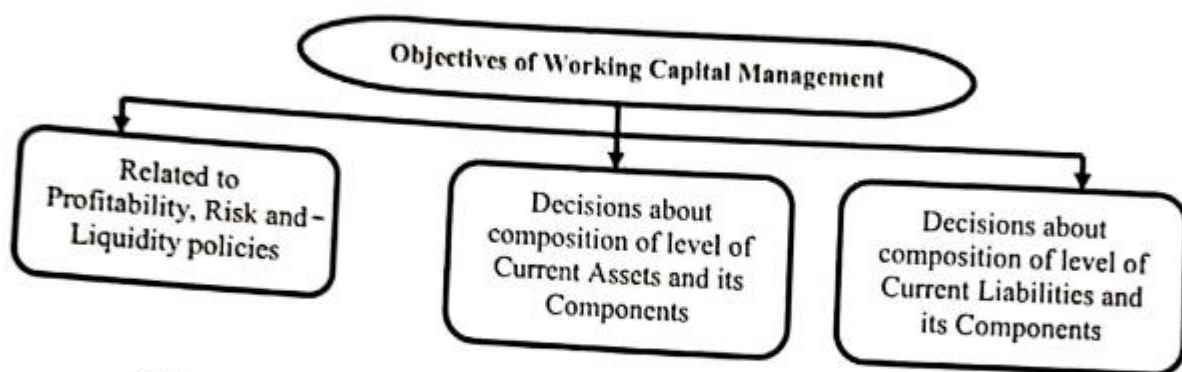 Objectives of Working Capital Management
Related to
Profitability, Risk and -
Liquidity policies
Decisions about
composition of level of
Current Assets and its
Components
Decisions about
composition of level of
Current Liabilities and
its Components